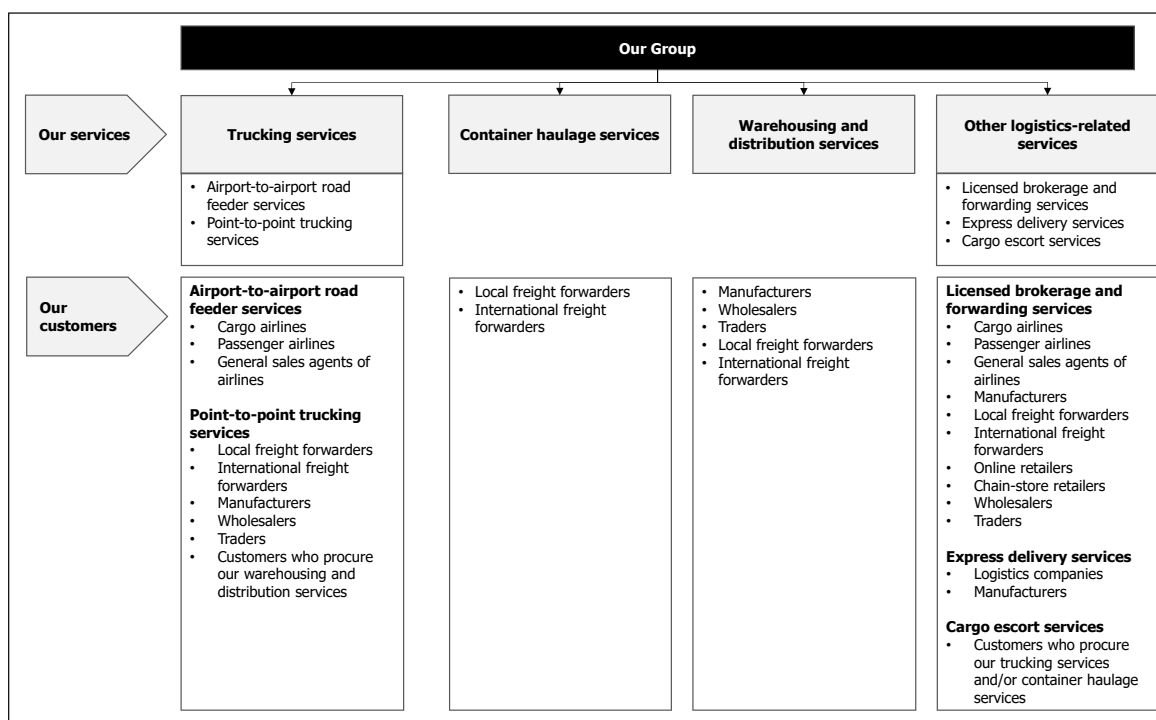 Our Group
Our services
Trucking services
Container haulage services
Warehousing and
distribution services
Other logistics-related
services
• Airport-to-airport road
feeder services
• Point-to-point trucking
services
• Licensed brokerage and
forwarding services
• Express delivery services
• Cargo escort services
Our
customers
Airport-to-airport road
feeder services
• Cargo airlines
• Passenger airlines
• General sales agents of
airlines
Point-to-point trucking
services
• Local freight forwarders
• International freight
forwarders
• Manufacturers
• Wholesalers
• Traders
• Customers who procure
our warehousing and
distribution services
• Local freight forwarders
• International freight
forwarders
• Manufacturers
• Wholesalers
• Traders
• Local freight forwarders
• International freight
forwarders
Licensed brokerage and
forwarding services
• Cargo airlines
• Passenger airlines
• General sales agents of
airlines
• Manufacturers
• Local freight forwarders
• International freight
forwarders
• Online retailers
• Chain-store retailers
• Wholesalers
• Traders
Express delivery services
• Logistics companies
• Manufacturers
Cargo escort services
• Customers who procure
our trucking services
and/or container haulage
services